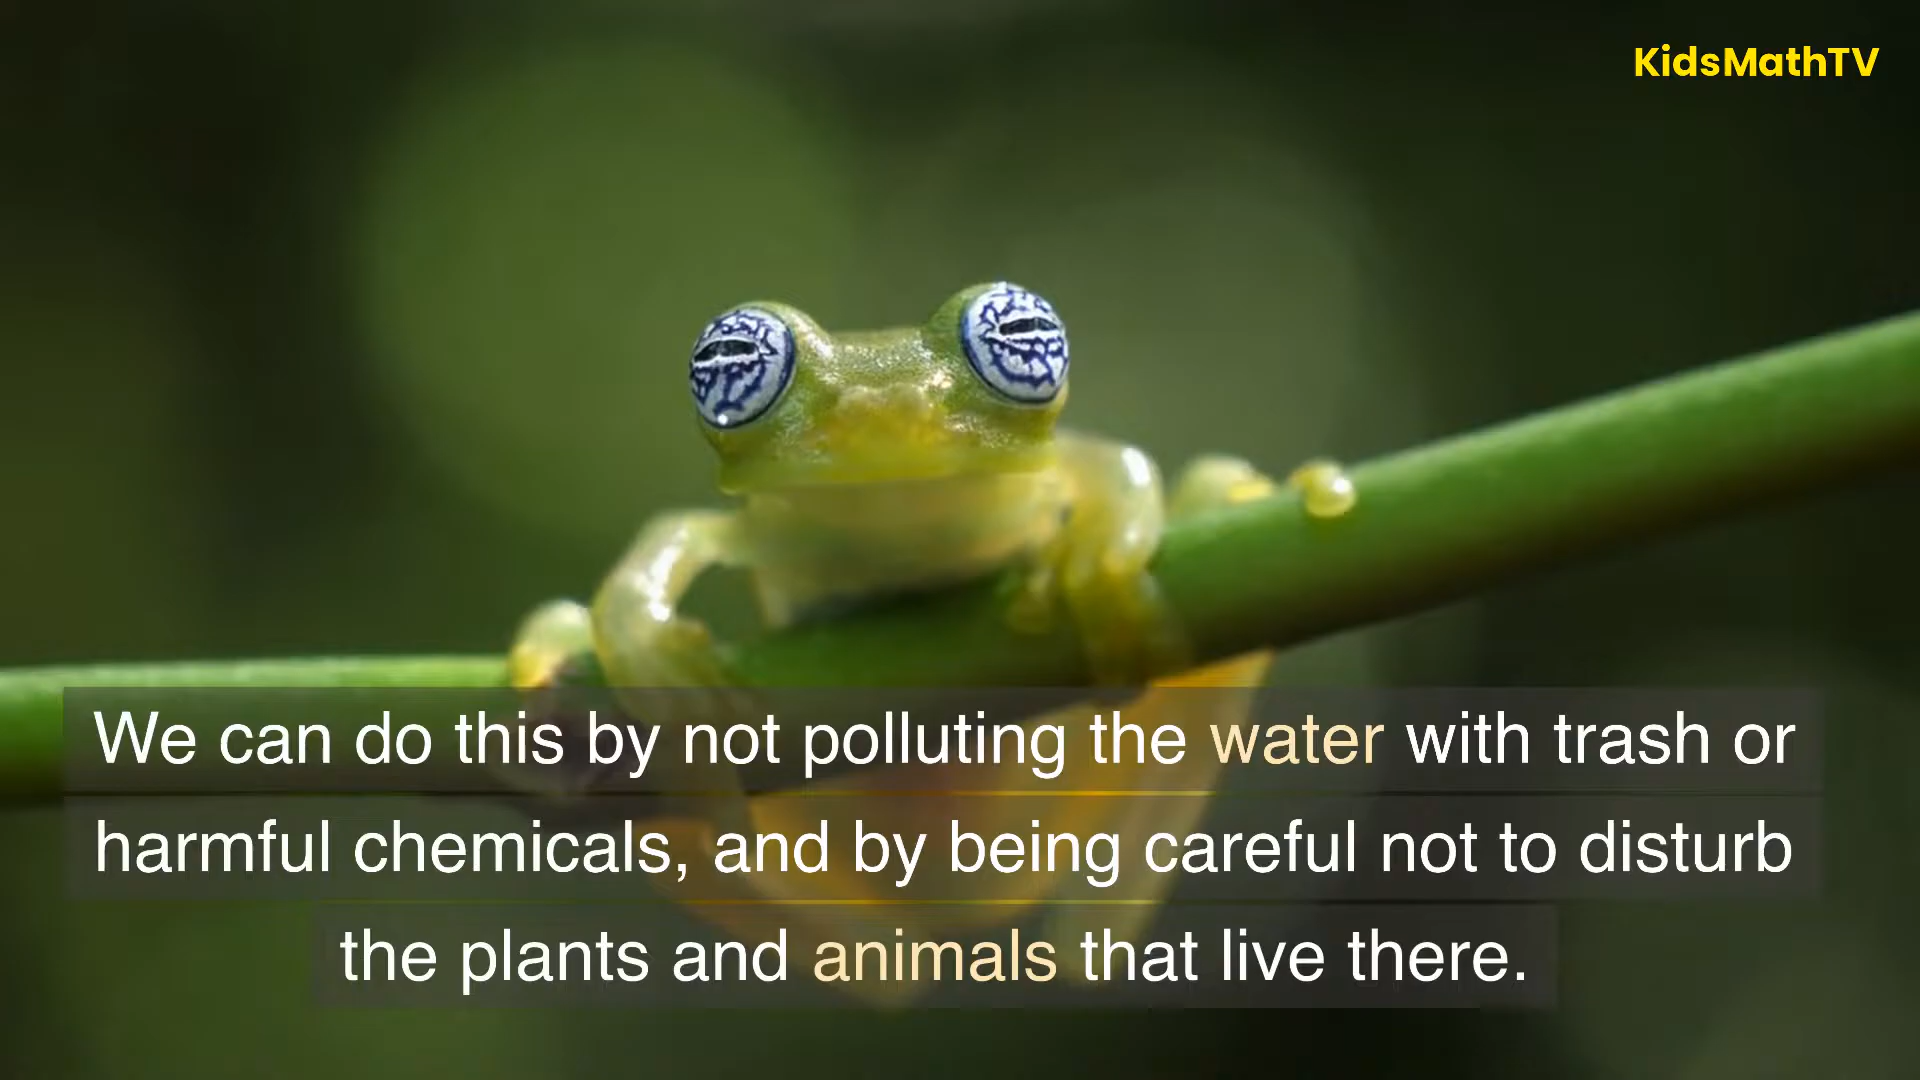 KidsMathTV
We can do this by not polluting the water with trash or
harmful chemicals, and by being careful not to disturb
the plants and animals that live there.